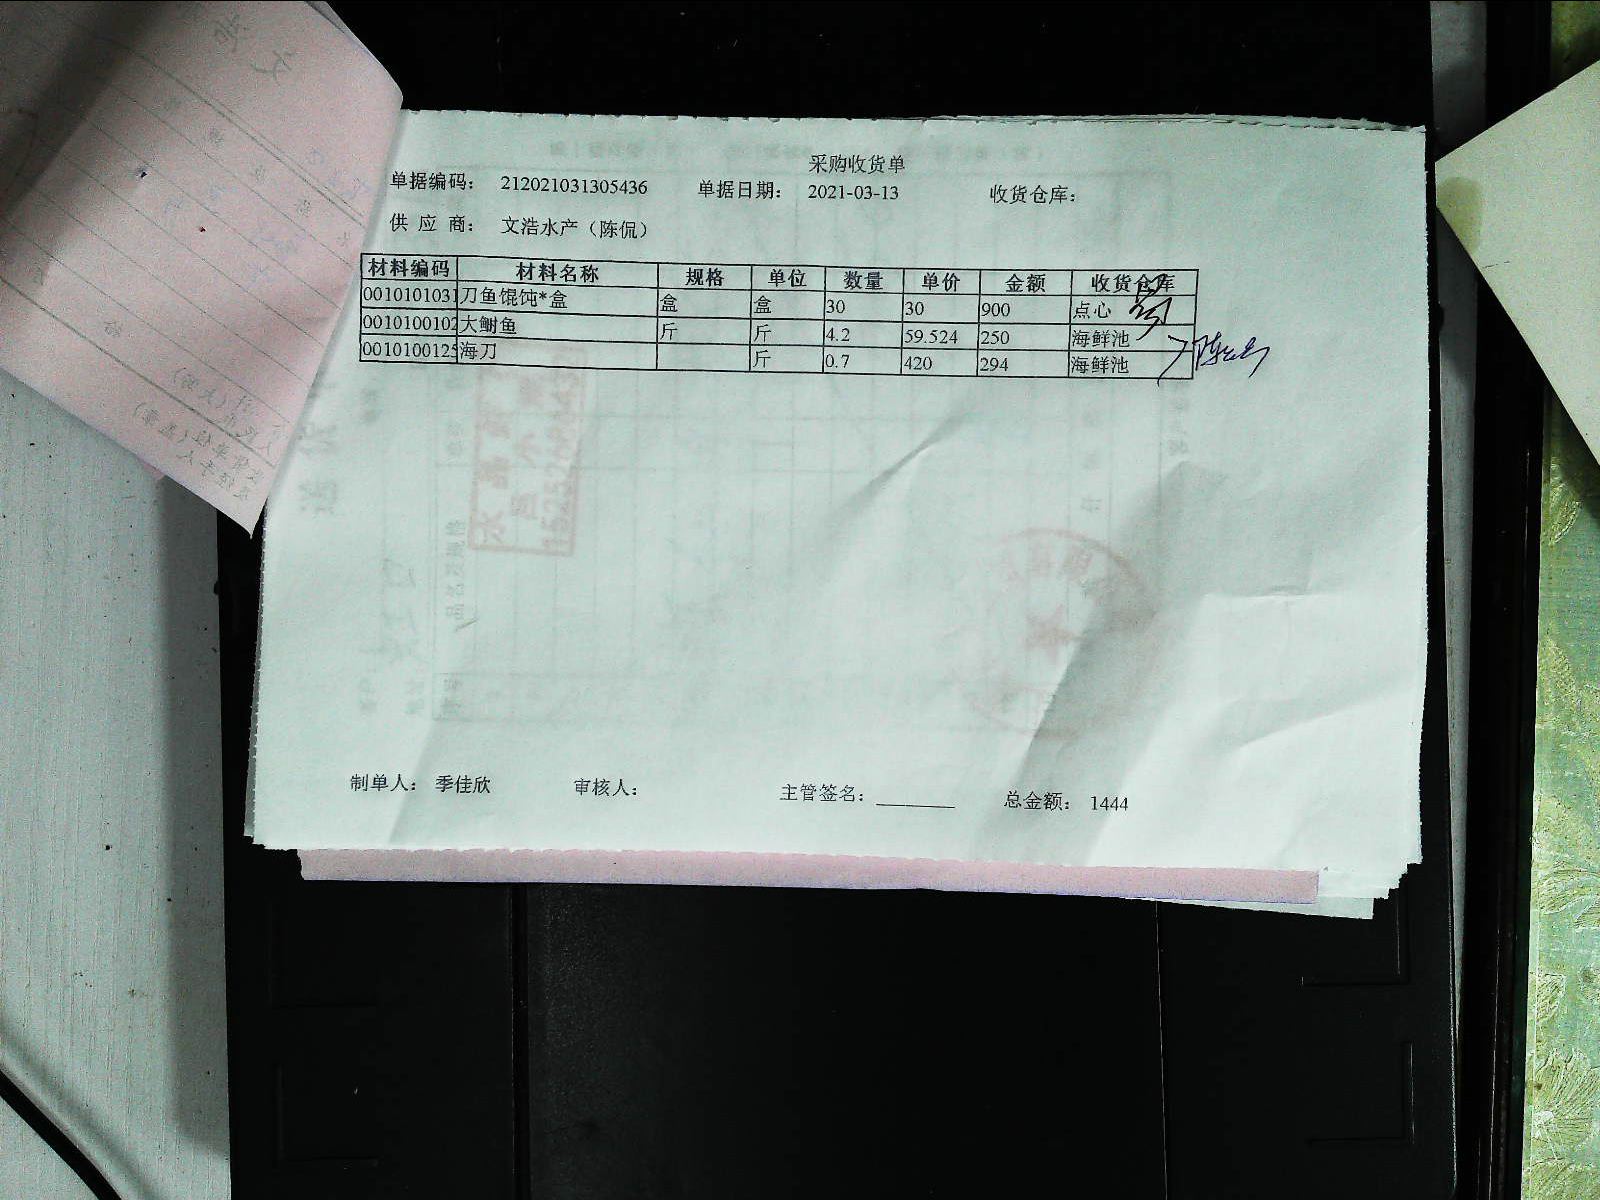 采购收货单
单据编码： 212021031305436 单据日期： 2021-03-13 收货仓库：
供 应 商： 文浩水产（陈侃）
材料编码 材料名称 规格 单位 数量 单价 金额 收货仓库
0010101031 刀鱼馄饨*盒 盒 盒 30 30 900 点心
0010100102 大鲥鱼 斤 斤 4.2 59.524 250 海鲜池
0010100125 海刀 斤 0.7 420 294 海鲜池
制单人： 季佳欣 审核人： 主管签名：________ 总金额： 1444